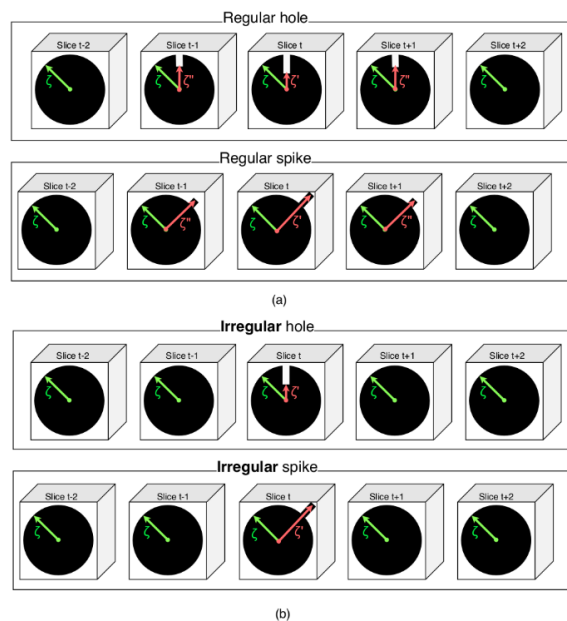 Regular hole
Slice t-2 Slice t-1 Slice t Slice t+1 Slice t+2
ζ ζ ζ'' ζ ζ' ζ ζ'' ζ
Regular spike
Slice t-2 Slice t-1 Slice t Slice t+1 Slice t+2
ζ ζ ζ'' ζ ζ' ζ ζ'' ζ
(a)
Irregular hole
Slice t-2 Slice t-1 Slice t Slice t+1 Slice t+2
ζ ζ ζ ζ' ζ ζ
Irregular spike
Slice t-2 Slice t-1 Slice t Slice t+1 Slice t+2
ζ ζ ζ ζ' ζ ζ
(b)